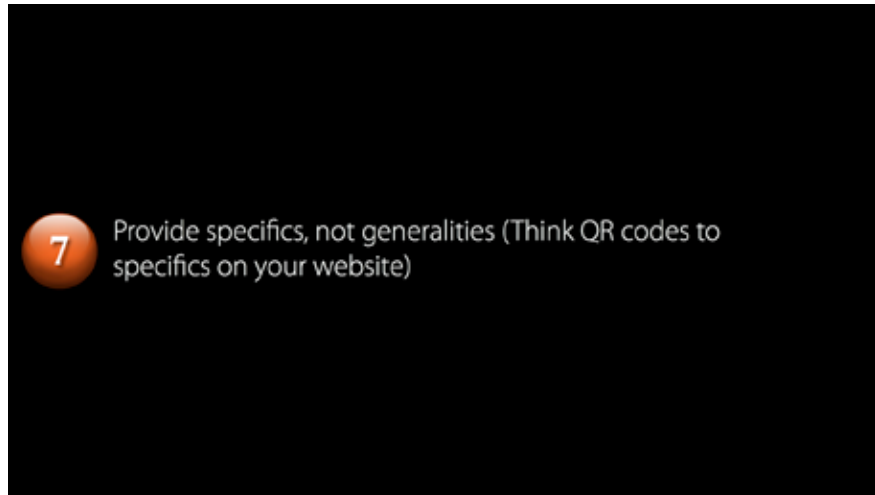 7
Provide specifics, not generalities (Think QR codes to
specifics on your website)